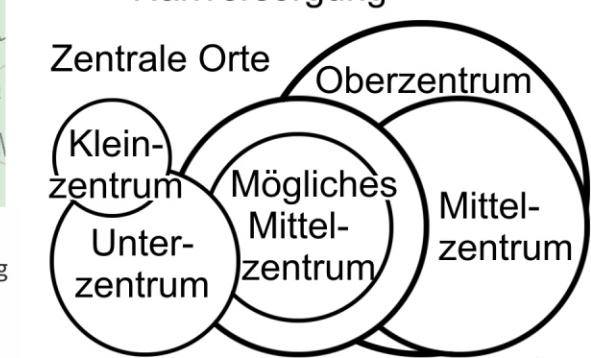 Zentrale Orte
Oberzentrum
Klein-
zentrum
Mögliches
Mittel-
zentrum
Mittel-
zentrum
Unter-
zentrum
g